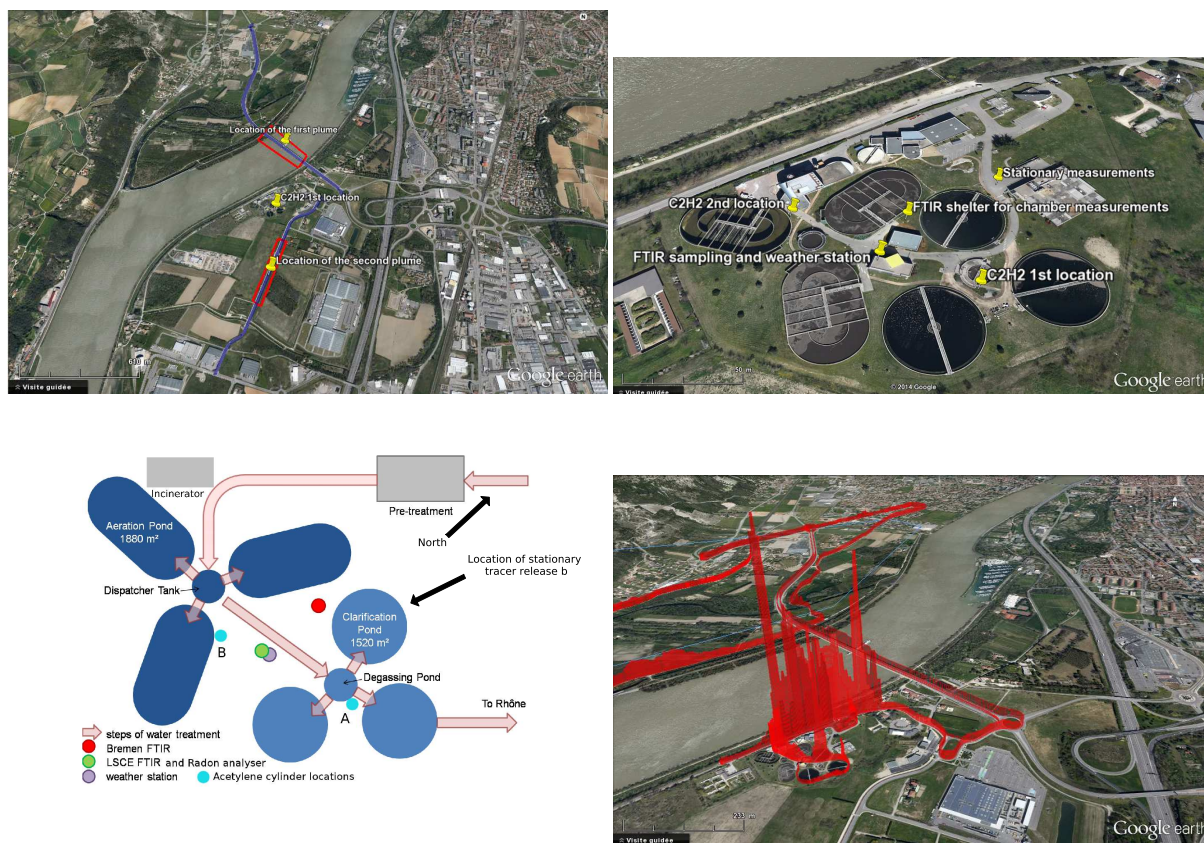 N
Location of the first plume
C2H2 1st location
Location of the second plume
610 m
Visite guidée
Google earth
Stationary measurements
C2H2 2nd location
FTIR shelter for chamber measurements
FTIR sampling and weather station
C2H2 1st location
50 m
© 2014 Google
Visite guidée
Google earth
Incinerator
Aeration Pond
1880 m²
Pre-treatment
North
Location of stationary
tracer release b
Dispatcher Tank
Clarification
Pond
1520 m²
B
Degassing Pond
A
To Rhône
steps of water treatment
Bremen FTIR
LSCE FTIR and Radon analyser
weather station
Acetylene cylinder locations
233 m
Visite guidée
Google earth